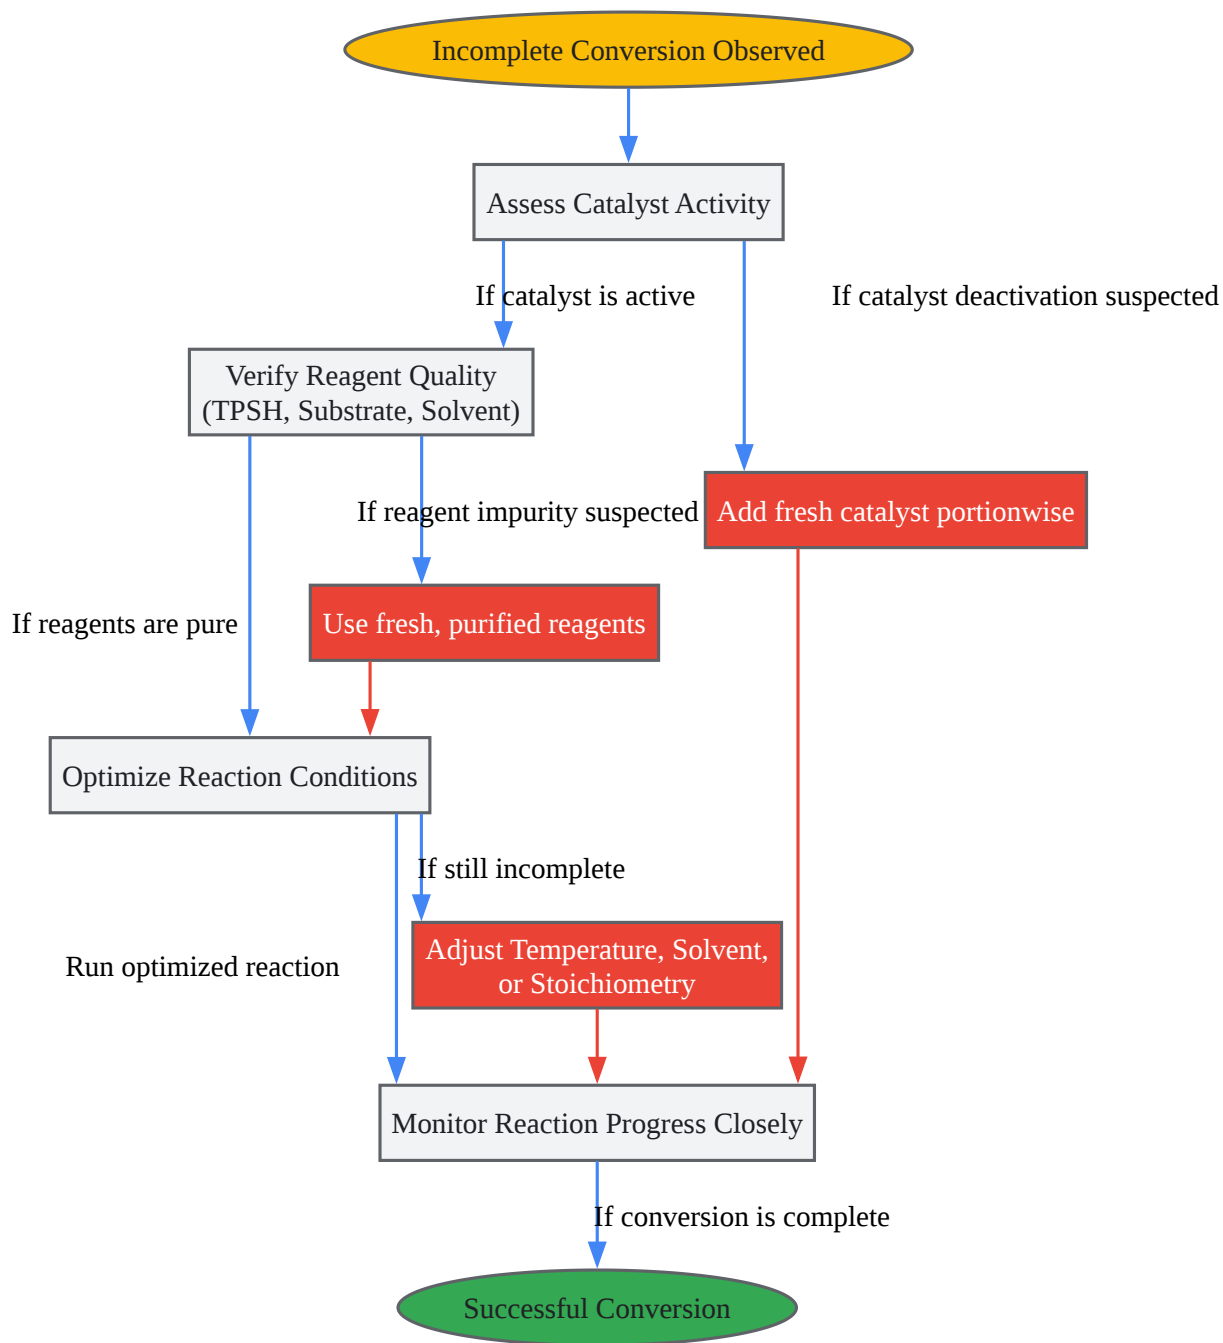 Incomplete Conversion Observed
Assess Catalyst Activity
If catalyst is active
If catalyst deactivation suspected
Verify Reagent Quality
(TPSH, Substrate, Solvent)
If reagent impurity suspected
Add fresh catalyst portionwise
If reagents are pure
Use fresh, purified reagents
Optimize Reaction Conditions
If still incomplete
Run optimized reaction
Adjust Temperature, Solvent,
or Stoichiometry
Monitor Reaction Progress Closely
If conversion is complete
Successful Conversion